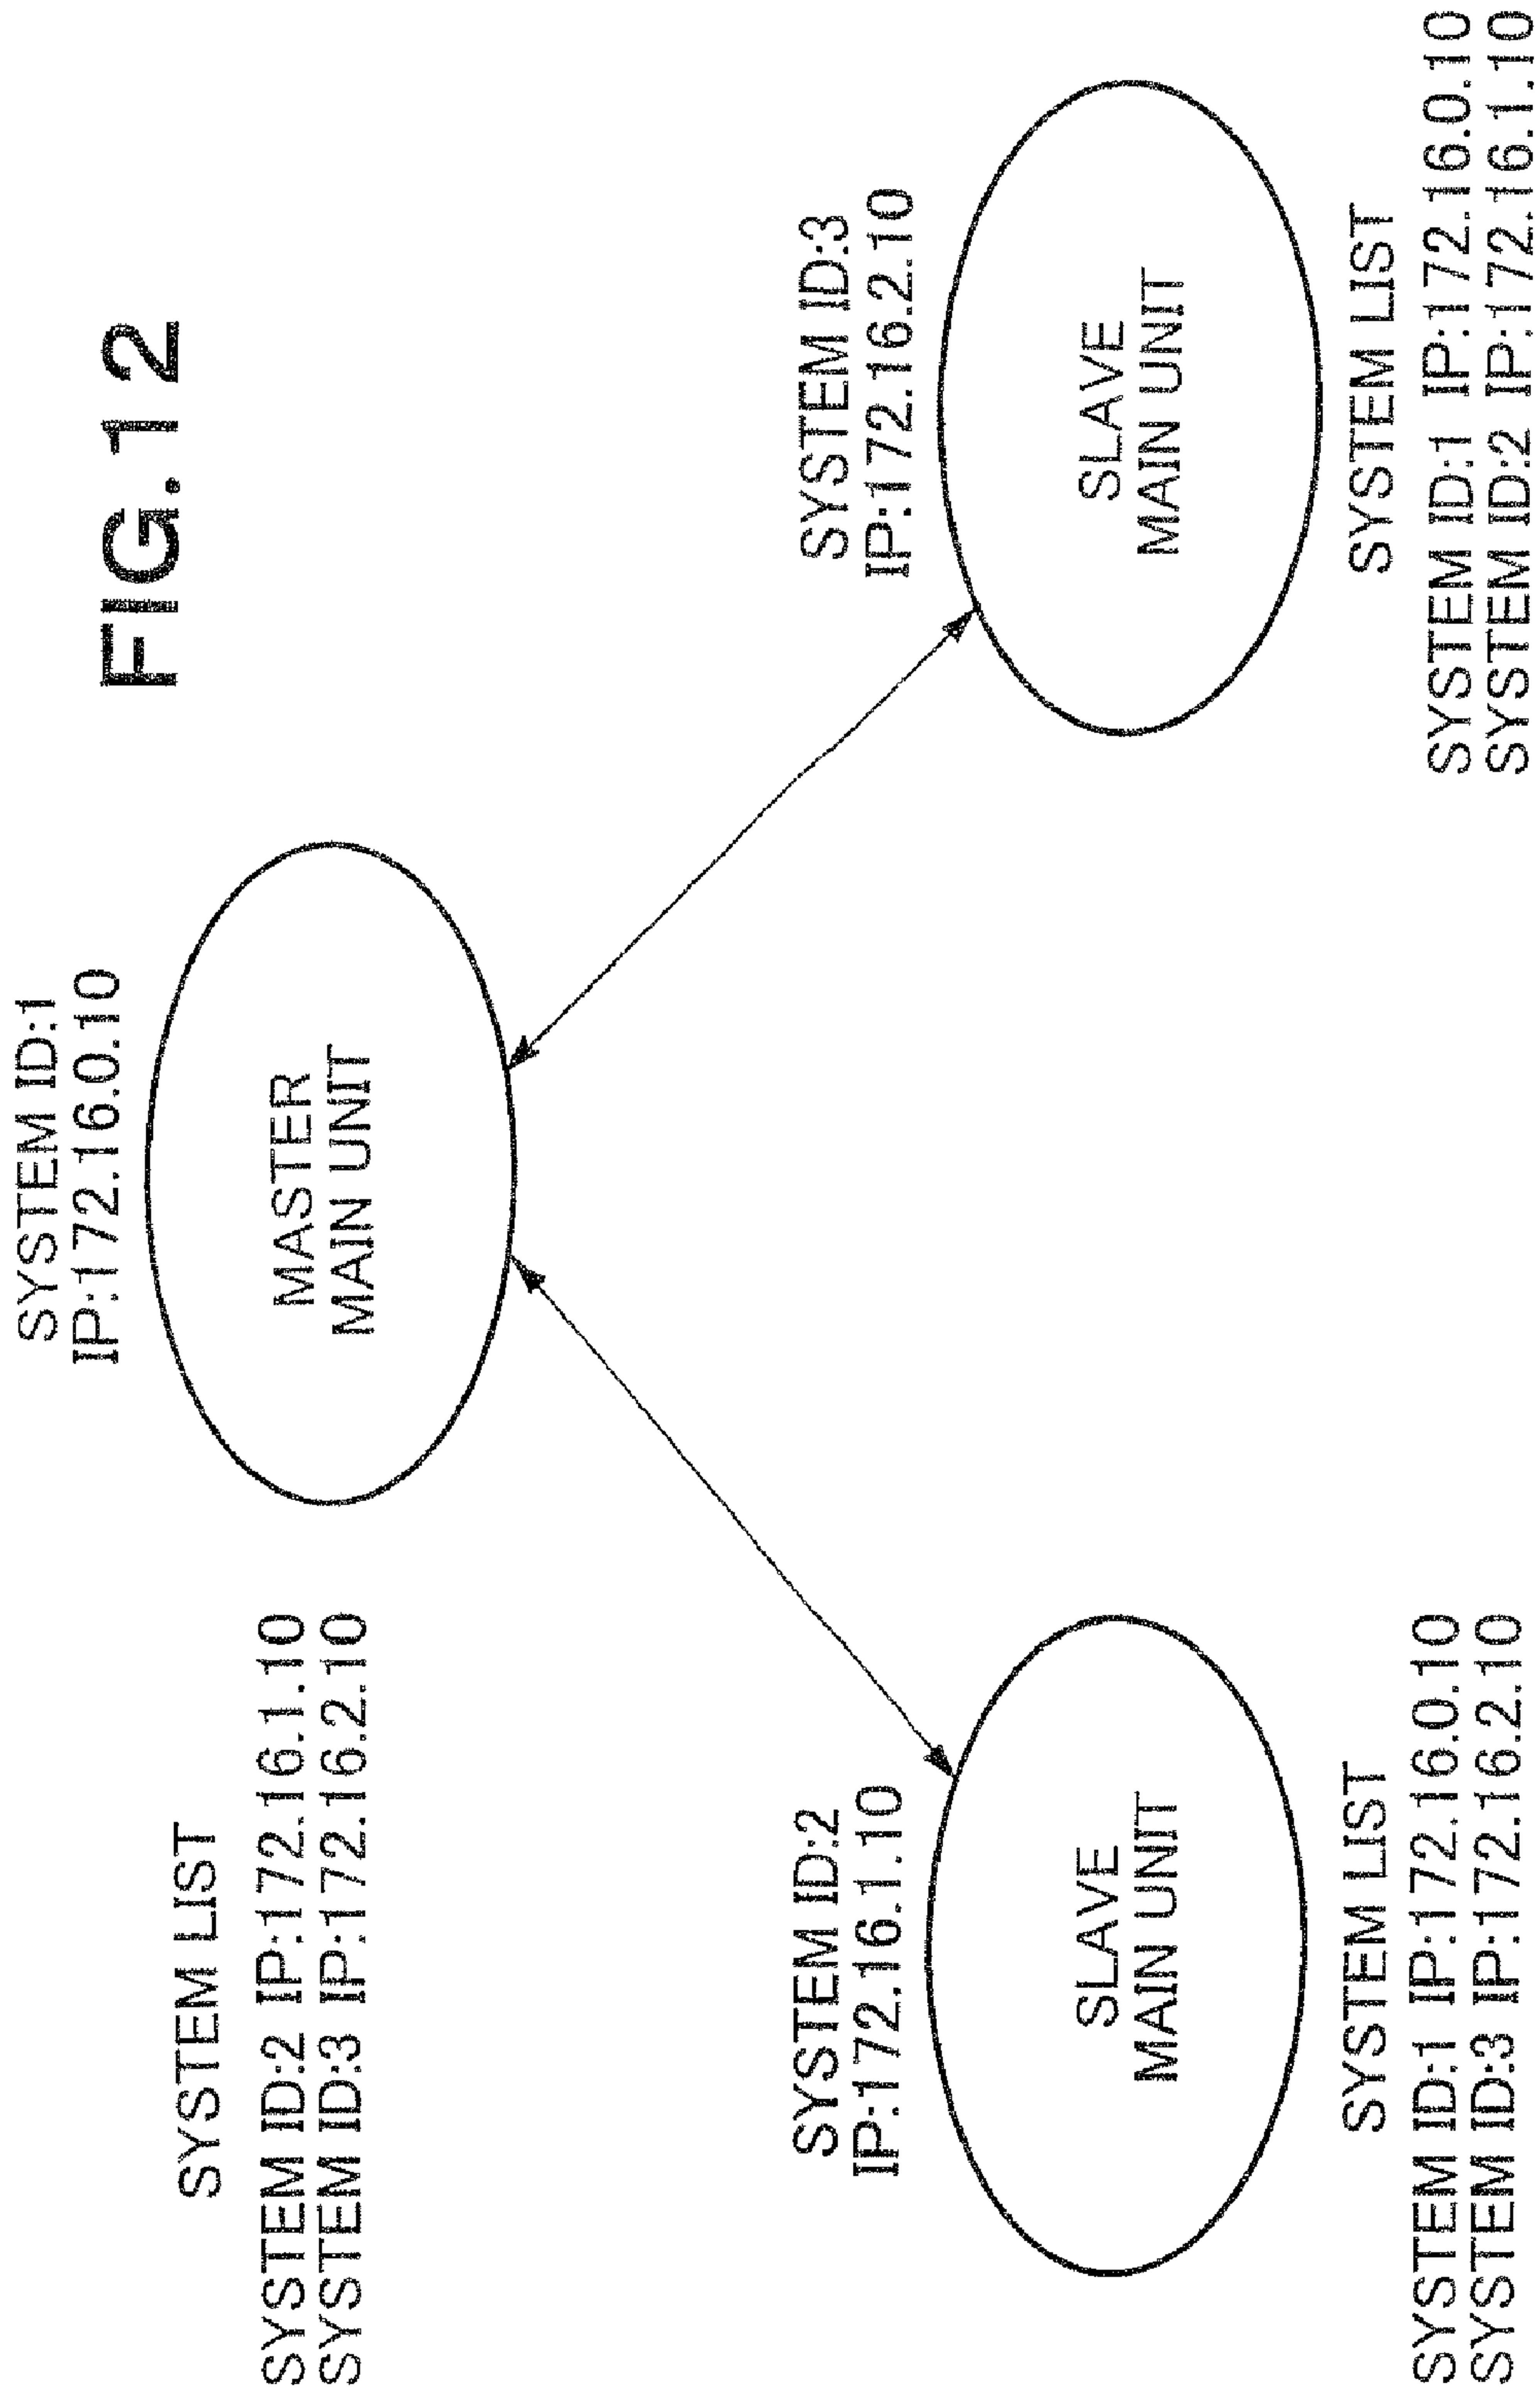 FIG.12
SYSTEM ID:1
IP:172.16.0.10
MASTER
MAIN UNIT
SYSTEM LIST
SYSTEM ID:2 IP:172.16.1.10
SYSTEM ID:3 IP:172.16.2.10
SYSTEM ID:2
IP:172.16.1.10
SLAVE
MAIN UNIT
SYSTEM LIST
SYSTEM ID:1 IP:172.16.0.10
SYSTEM ID:3 IP:172.16.2.10
SYSTEM ID:3
IP:172.16.2.10
SLAVE
MAIN UNIT
SYSTEM LIST
SYSTEM ID:1 IP:172.16.0.10
SYSTEM ID:2 IP:172.16.1.10